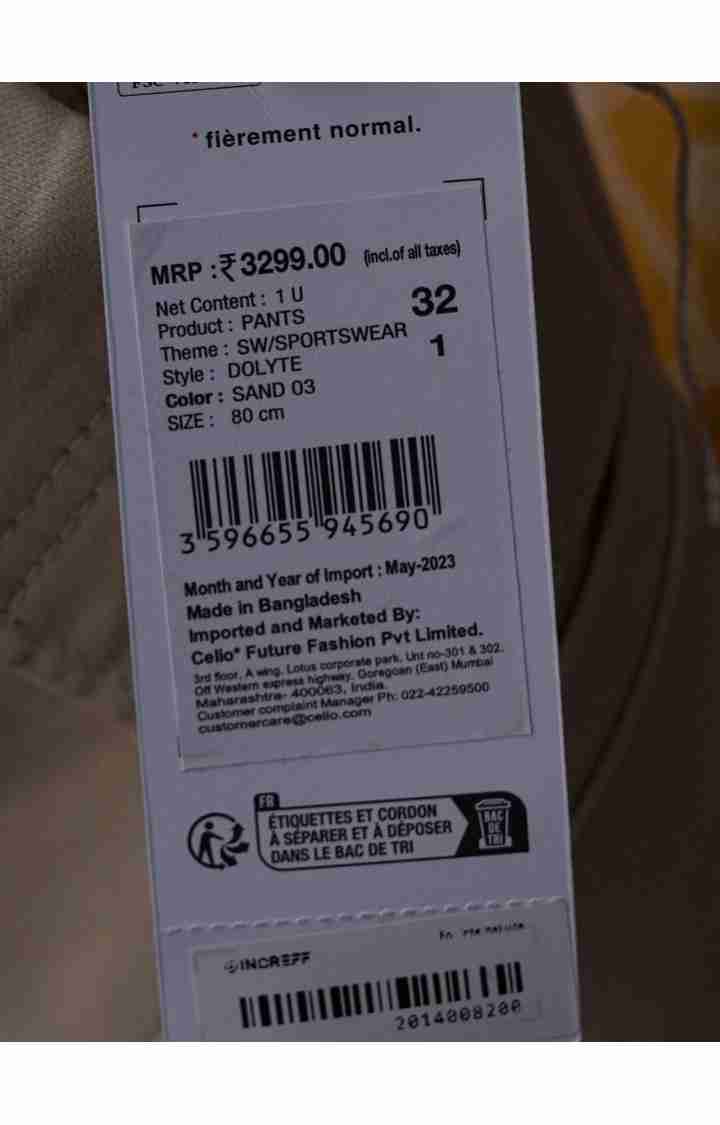 *fièrement normal.
MRP :₹3299.00 (incl.of all taxes)
Net Content : 1 U
Product : PANTS
32
Theme : SW/SPORTSWEAR
1
Style : DOLYTE
Color : SAND 03
SIZE : 80 cm
3 596655 945690
Month and Year of Import : May-2023
Made in Bangladesh
Imported and Marketed By:
Celio* Future Fashion Pvt Limited.
3rd floor, A wing, Lotus corporate park, Unt no-301 & 302,
Off Western express highway, Goregoan (East) Mumbai
Maharashtra- 400063, India.
Customer complaint Manager Ph: 022-42259500
customercare@celio.com
FR
ÉTIQUETTES ET CORDON
À SÉPARER ET À DÉPOSER
DANS LE BAC DE TRI
BAC
DE
TRI
INCREFF
2014008200